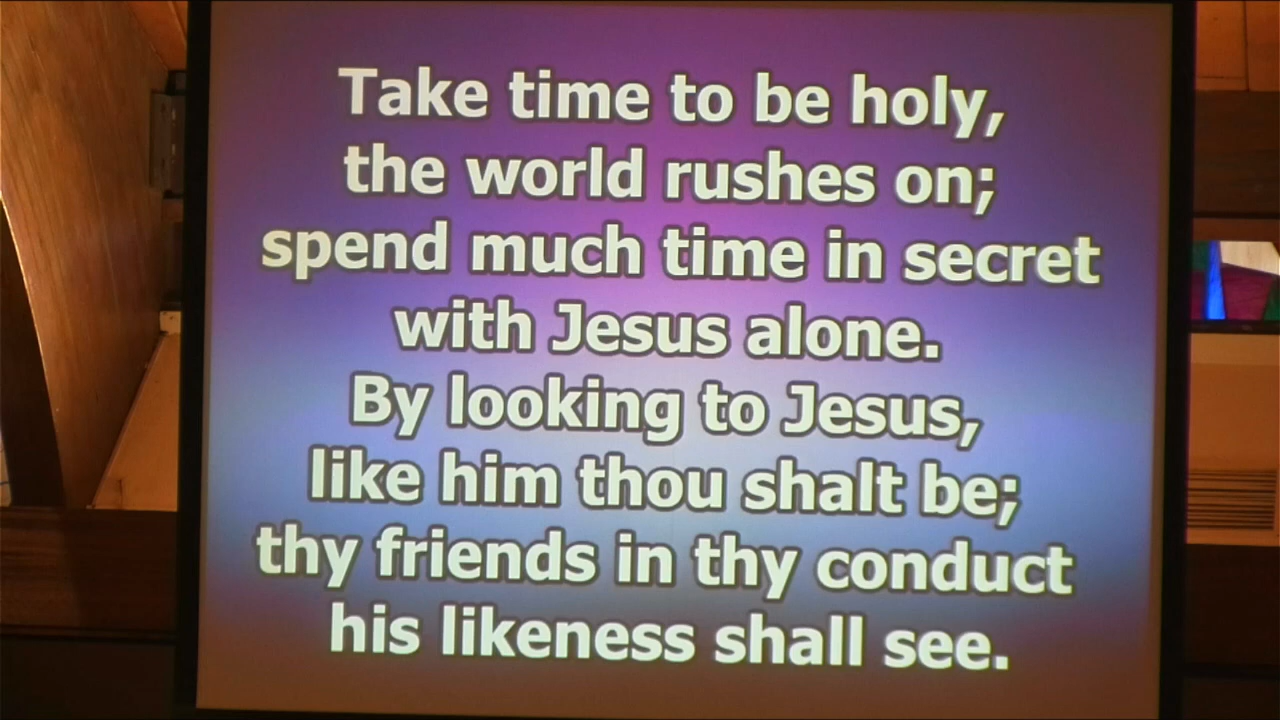 Take time to be holy,
the world rushes on;
spend much time in secret
with Jesus alone.
By looking to Jesus,
like him thou shalt be;
thy friends in thy conduct
his likeness shall see.